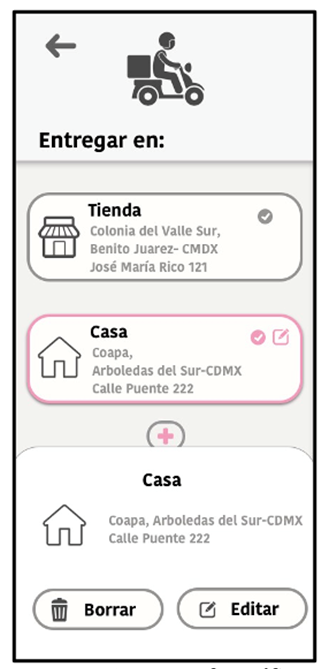 Entregar en:
Tienda
Colonia del Valle Sur,
Benito Juarez- CMDX
José María Rico 121
Casa
Coapa,
Arboledas del Sur-CDMX
Calle Puente 222
Casa
Coapa, Arboledas del Sur-CDMX
Calle Puente 222
Borrar
Editar